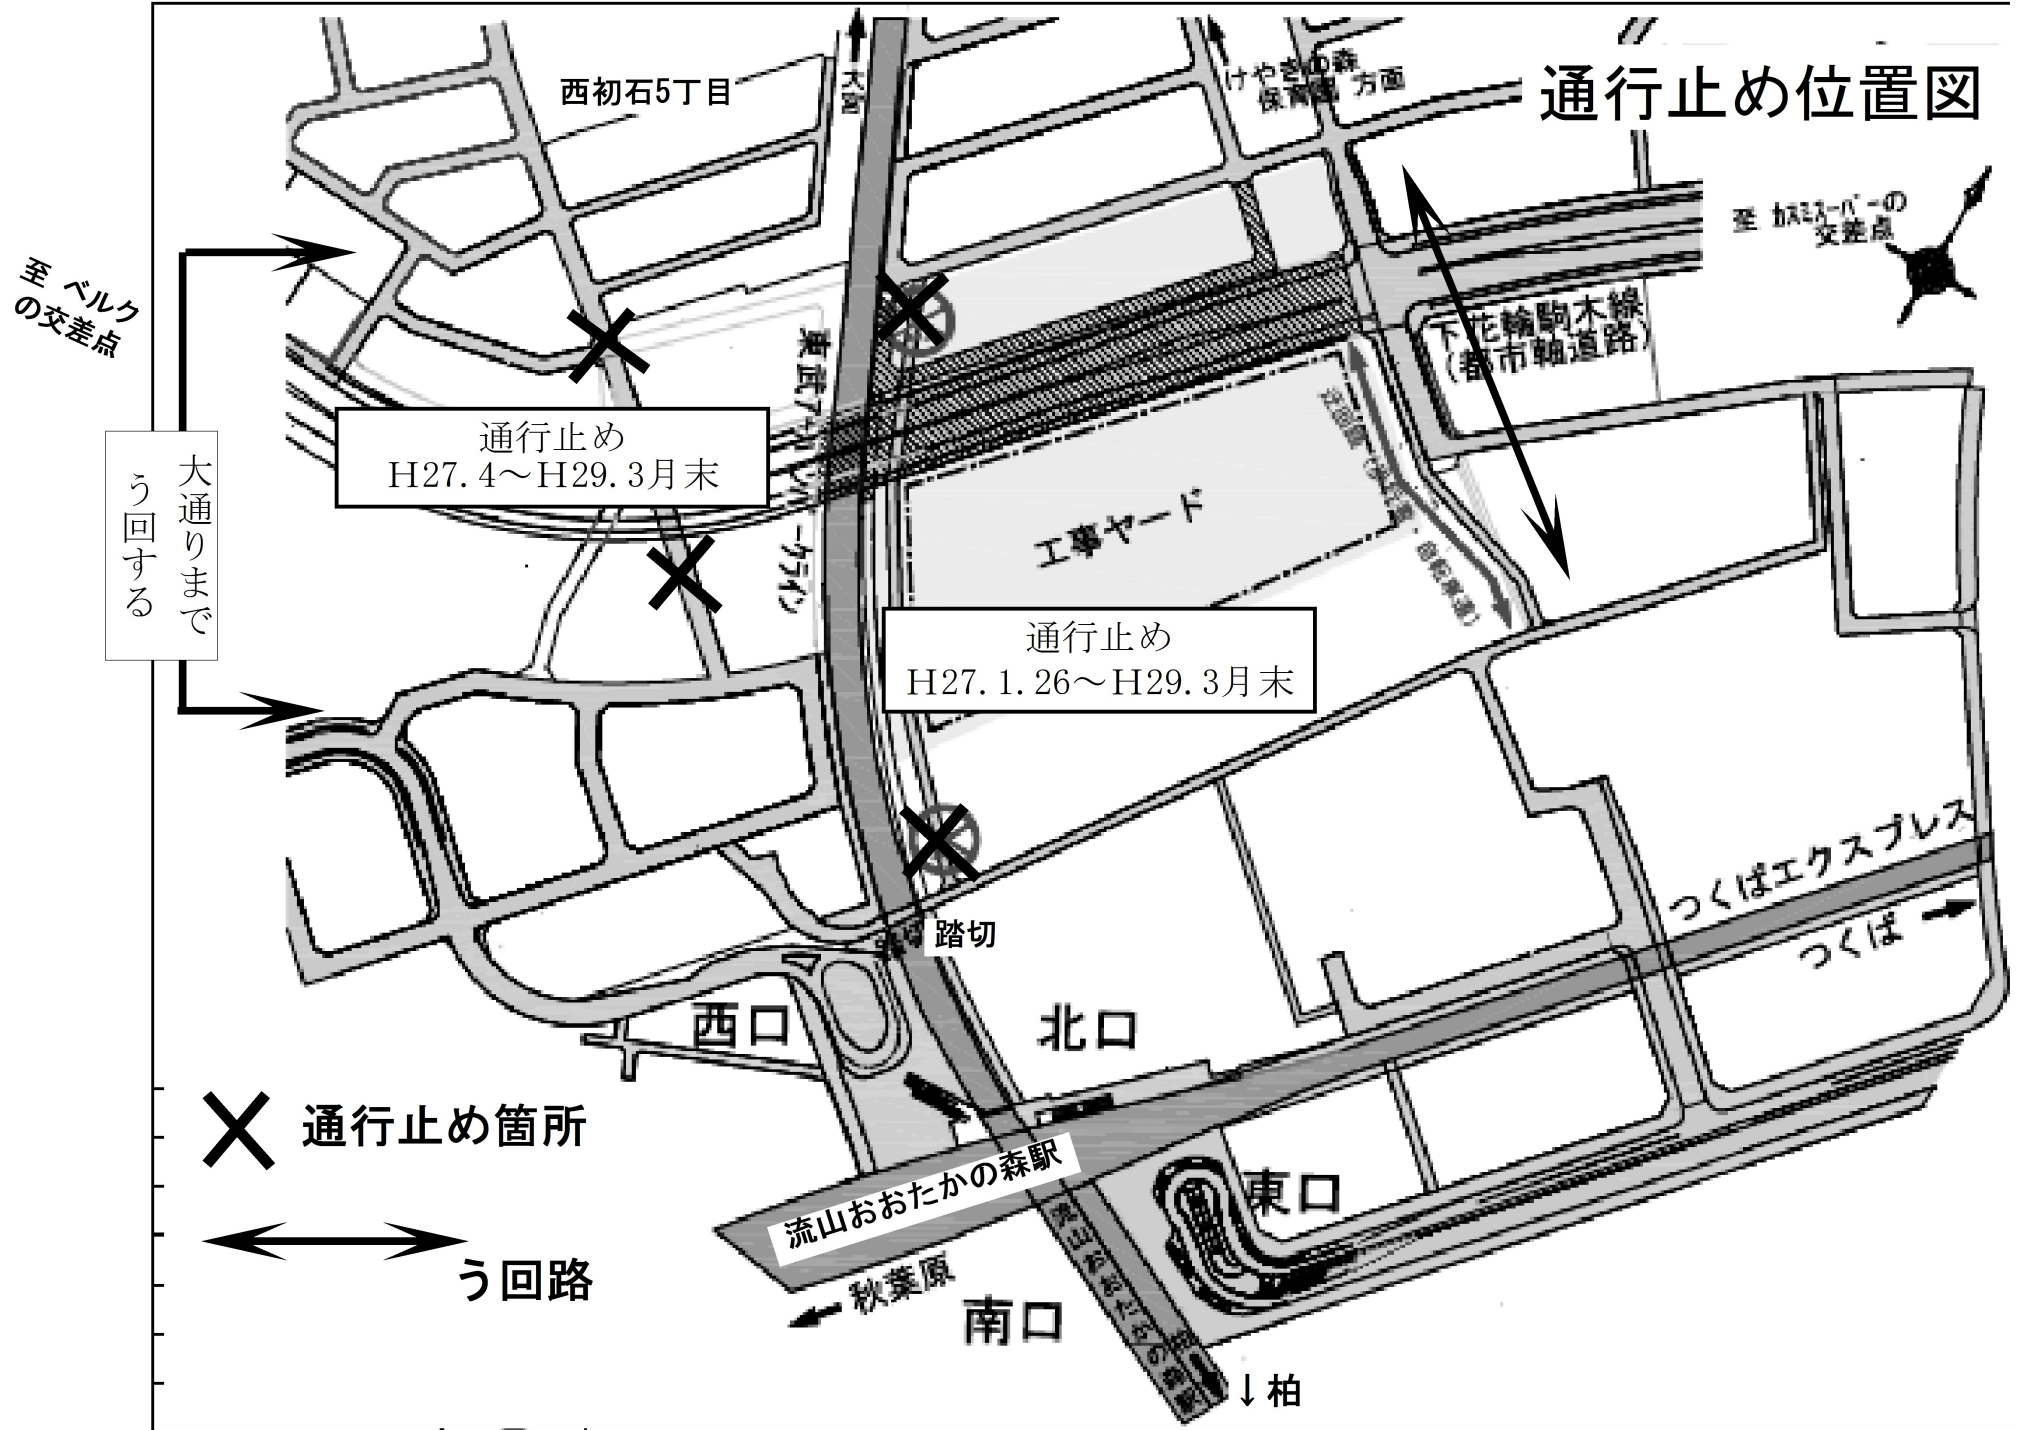 通行止め位置図
西初石5丁目
大宮
けやきの森
保育園 方面
至 カスミスーパーの
交差点
至 ベルク
の交差点
下花輪駒木線
(都市軸道路)
東武アーバンパークライン
通行止め
H27.4～H29.3月末
大通りまで
う回する
工事ヤード
通行止め
H27.1.26～H29.3月末
つくばエクスプレス
つくば
踏切
西口
北口
通行止め箇所
流山おおたかの森駅
東口
う回路
秋葉原
南口
流山おおたかの森駅
↓柏